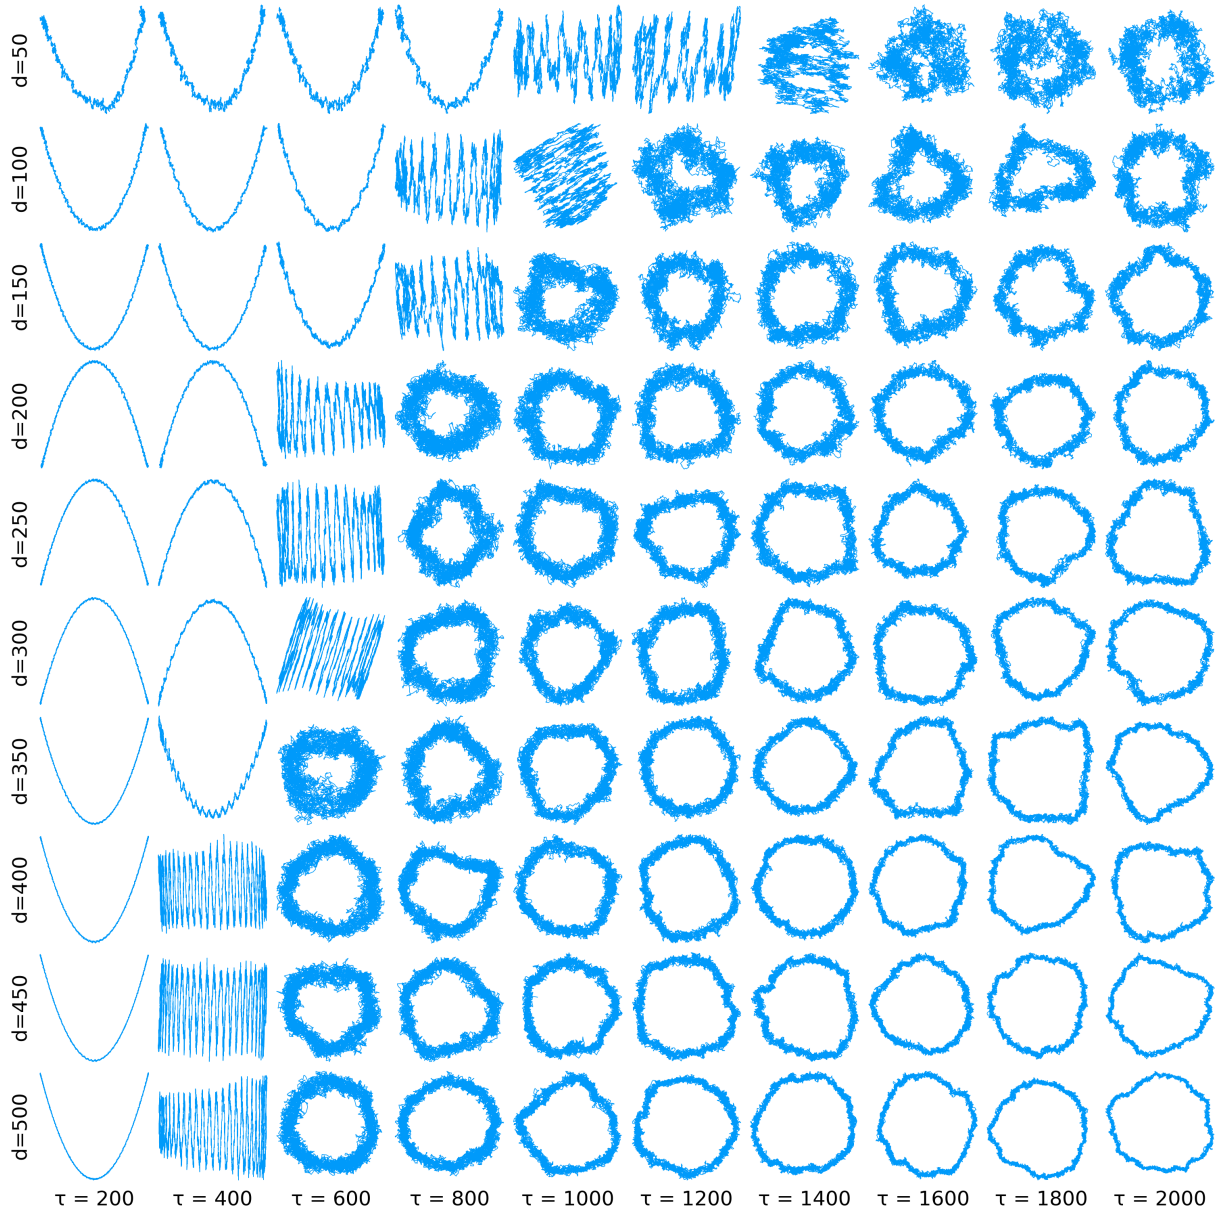 d=50
d=100
d=150
d=200
d=250
d=300
d=350
d=400
d=450
d=500
τ = 200 τ = 400 τ = 600 τ = 800 τ = 1000 τ = 1200 τ = 1400 τ = 1600 τ = 1800 τ = 2000